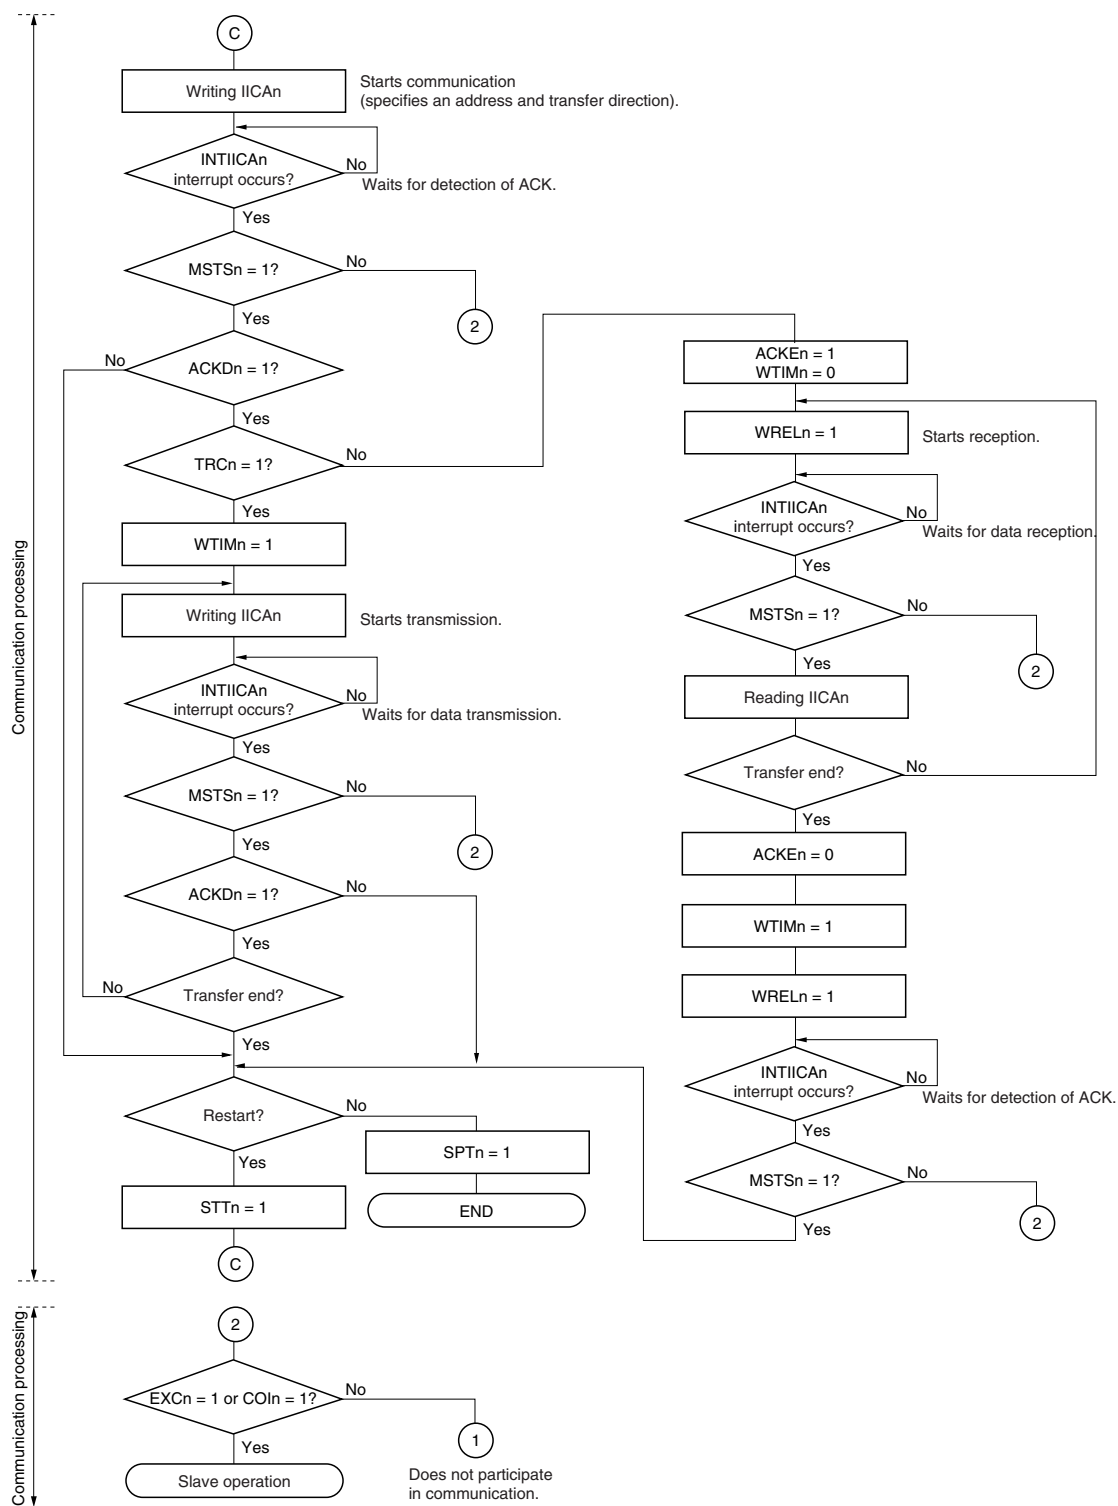 C
Writing IICAn
Starts communication
(specifies an address and transfer direction).
INTIICAn
interrupt occurs?
No
Waits for detection of ACK.
Yes
MSTSn = 1?
No
2
Yes
ACKDn = 1?
No
Yes
TRCn = 1?
No
Yes
WTIMn = 1
Writing IICAn
Starts transmission.
INTIICAn
interrupt occurs?
No
Waits for data transmission.
Yes
MSTSn = 1?
No
2
Yes
ACKDn = 1?
No
Yes
Transfer end?
No
Yes
Restart?
No
SPTn = 1
END
Yes
STTn = 1
C
ACKEn = 1
WTIMn = 0
WRELn = 1
Starts reception.
INTIICAn
interrupt occurs?
No
Waits for data reception.
Yes
MSTSn = 1?
No
2
Yes
Reading IICAn
Transfer end?
No
Yes
ACKEn = 0
WTIMn = 1
WRELn = 1
INTIICAn
interrupt occurs?
No
Waits for detection of ACK.
Yes
MSTSn = 1?
No
2
Yes
Communication processing
2
EXCn = 1 or COIn = 1?
No
1
Does not participate
in communication.
Yes
Slave operation
Communication processing